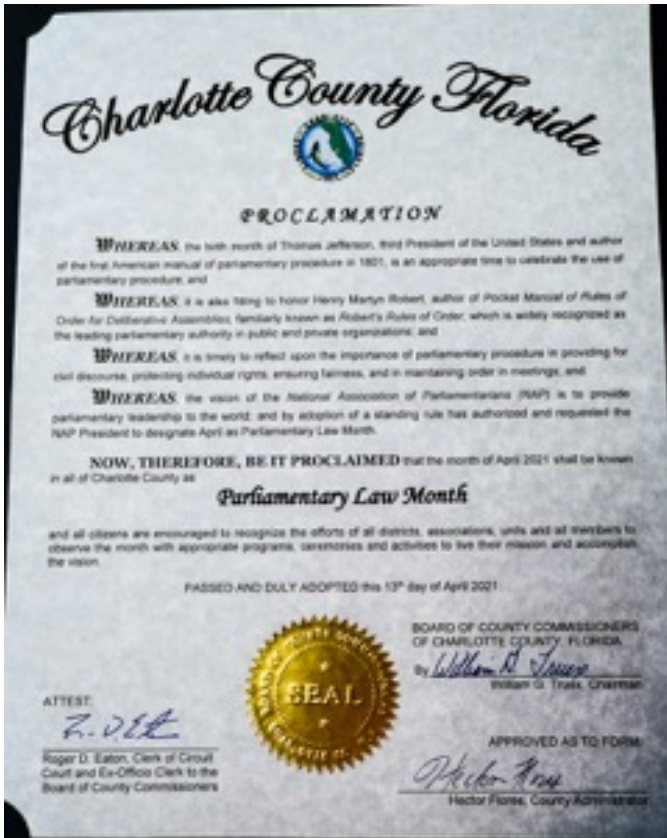 Charlotte County Florida
PROCLAMATION
WHEREAS, the birth month of Thomas Jefferson, third President of the United States and author
of the first American manual of parliamentary procedure in 1801, is an appropriate time to celebrate the use of
parliamentary procedure; and
WHEREAS, it is also fitting to honor Henry Martyn Robert, author of Pocket Manual of Rules of
Order for Deliberative Assemblies, familiarly known as Robert's Rules of Order, which is widely recognized as
the leading parliamentary authority in public and private organizations; and
WHEREAS, it is timely to reflect upon the importance of parliamentary procedure in providing for
civil discourse, protecting individual rights, ensuring fairness, and in maintaining order in meetings, and
WHEREAS, the vision of the National Association of Parliamentarians (NAP) is to provide
parliamentary leadership to the world; and by adoption of a standing rule has authorized and requested the
NAP President to designate April as Parliamentary Law Month.
NOW, THEREFORE, BE IT PROCLAIMED that the month of April 2021 shall be known
in all of Charlotte County as
Parliamentary Law Month
and all citizens are encouraged to recognize the efforts of all districts, associations, units and all members to
observe the month with appropriate programs, ceremonies and activities to live their mission and accomplish
the vision.
PASSED AND DULY ADOPTED this 13th day of April 2021
BOARD OF COUNTY COMMISSIONERS
OF CHARLOTTE COUNTY, FLORIDA
By William G. Truex
William G. Truex, Chairman
SEAL
ATTEST:
Roger D. Eaton, Clerk of Circuit
Court and Ex-Officio Clerk to the
Board of County Commissioners
APPROVED AS TO FORM:
Hector Flores
Hector Flores, County Administrator